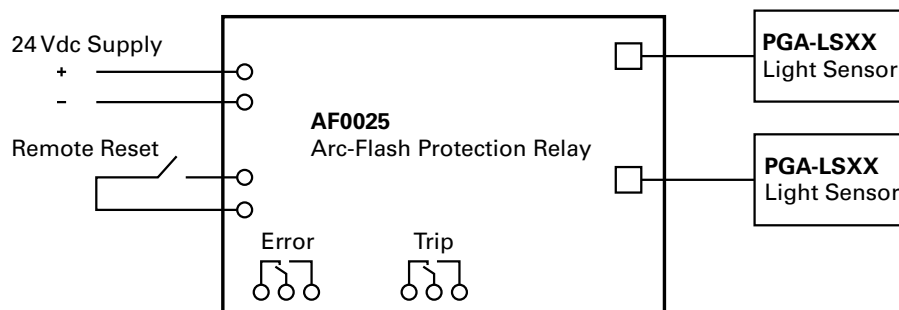 24 Vdc Supply
+
–
Remote Reset
AF0025
Arc-Flash Protection Relay
Error
Trip
PGA-LSXX
Light Sensor
PGA-LSXX
Light Sensor